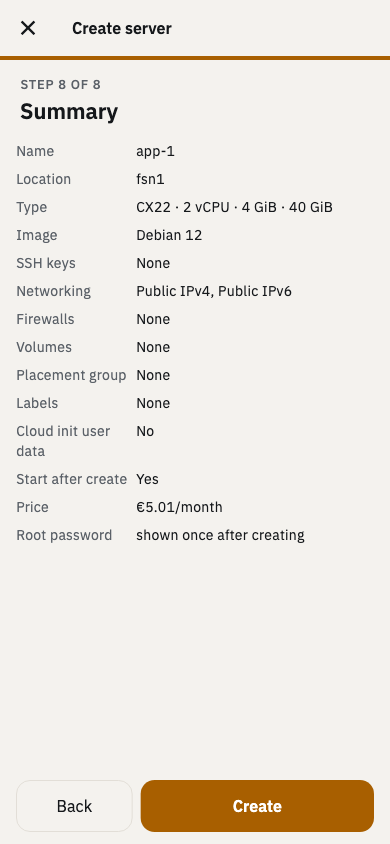 Create server
STEP 8 OF 8
Summary
Name app-1
Location fsn1
Type CX22 · 2 vCPU · 4 GiB · 40 GiB
Image Debian 12
SSH keys None
Networking Public IPv4, Public IPv6
Firewalls None
Volumes None
Placement group None
Labels None
Cloud init user No
data
Start after create Yes
Price €5.01/month
Root password shown once after creating
Back Create